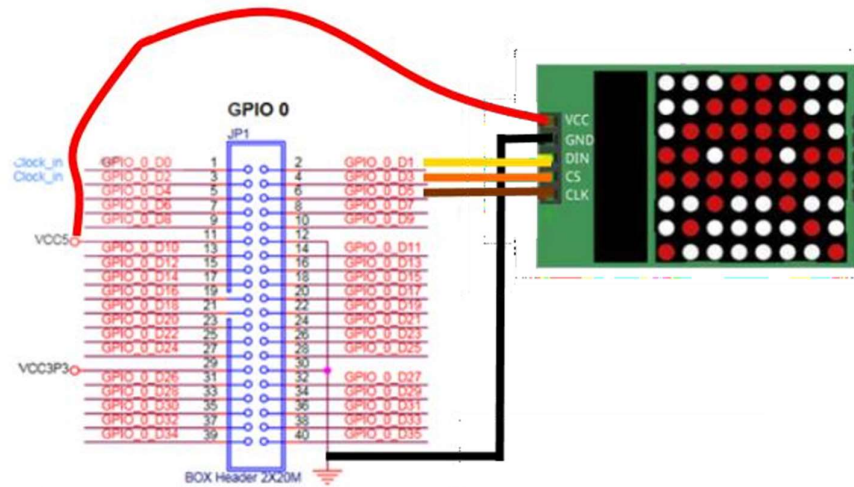 GPIO 0
JP1
Clock_in GPIO_0_D0 1 2 GPIO_0_D1
Clock_in GPIO_0_D2 3 4 GPIO_0_D3
GPIO_0_D4 5 6 GPIO_0_D5
GPIO_0_D6 7 8 GPIO_0_D7
GPIO_0_D8 9 10 GPIO_0_D9
VCC5 11 12
GPIO_0_D10 13 14 GPIO_0_D11
GPIO_0_D12 15 16 GPIO_0_D13
GPIO_0_D14 17 18 GPIO_0_D15
GPIO_0_D16 19 20 GPIO_0_D17
GPIO_0_D18 21 22 GPIO_0_D19
GPIO_0_D20 23 24 GPIO_0_D21
GPIO_0_D22 25 26 GPIO_0_D23
GPIO_0_D24 27 28 GPIO_0_D25
VCC3P3 29 30
GPIO_0_D26 31 32 GPIO_0_D27
GPIO_0_D28 33 34 GPIO_0_D29
GPIO_0_D30 35 36 GPIO_0_D31
GPIO_0_D32 37 38 GPIO_0_D33
GPIO_0_D34 39 40 GPIO_0_D35
BOX Header 2X20M
VCC
GND
DIN
CS
CLK